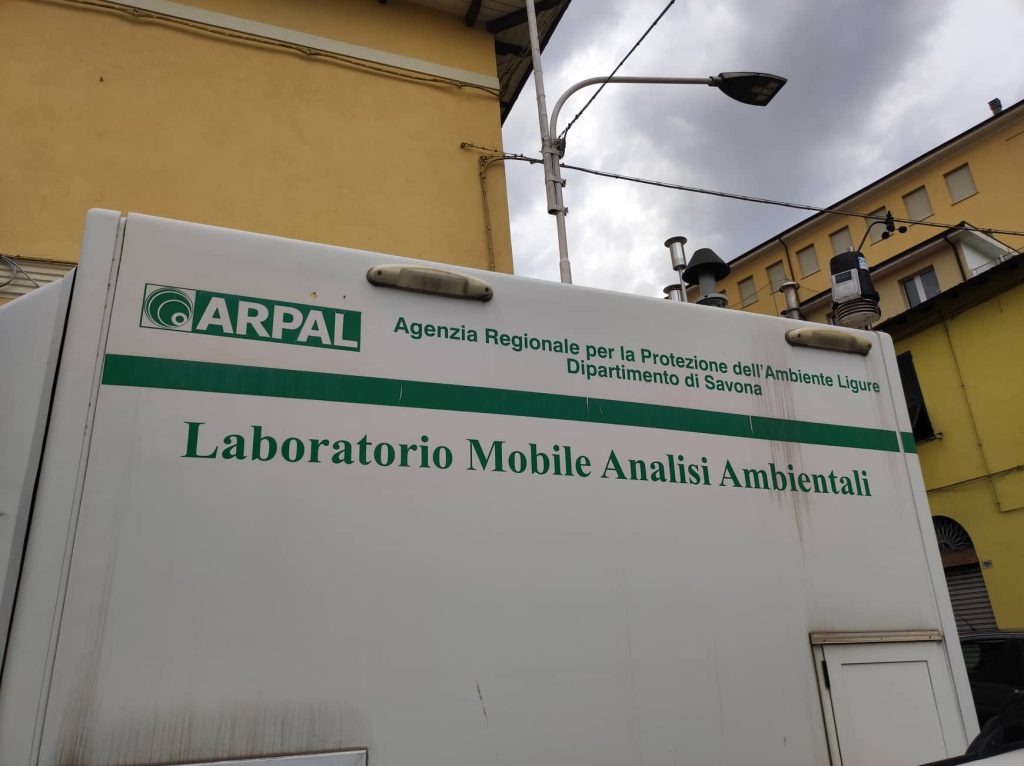 ARPAL
Agenzia Regionale per la Protezione dell'Ambiente Ligure
Dipartimento di Savona
Laboratorio Mobile Analisi Ambientali